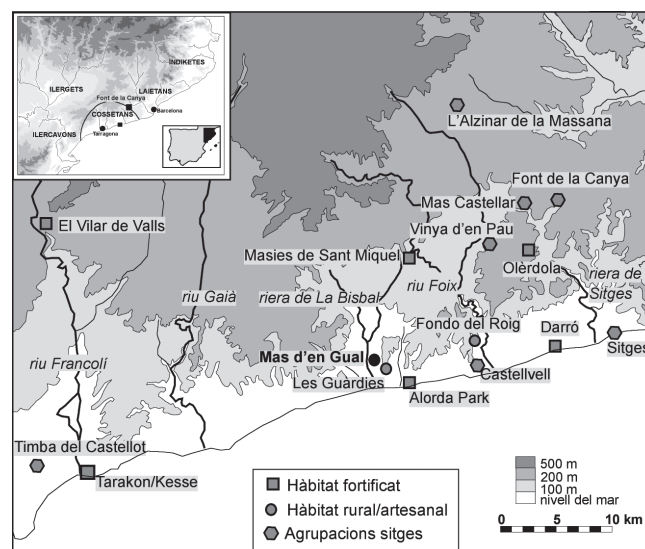 INDIKETES
ILERGETS
LAIETANS
Font de la Canya
Barcelona
COSSETANS
ILERCAVONS
Tarragona
L'Alzinar de la Massana
Font de la Canya
Mas Castellar
El Vilar de Valls
Vinya d'en Pau
Masies de Sant Miquel
Olèrdola
riu Gaià
riera de La Bisbal
riu Foix
riera de
Sitges
Fondo del Roig
Darró
Mas d'en Gual
Sitges
riu Francolí
Les Guàrdies
Castellvell
Alorda Park
Timba del Castellot
Tarakon/Kesse
Hàbitat fortificat
Hàbitat rural/artesanal
Agrupacions sitges
500 m
200 m
100 m
nivell del mar
0 5 10 km